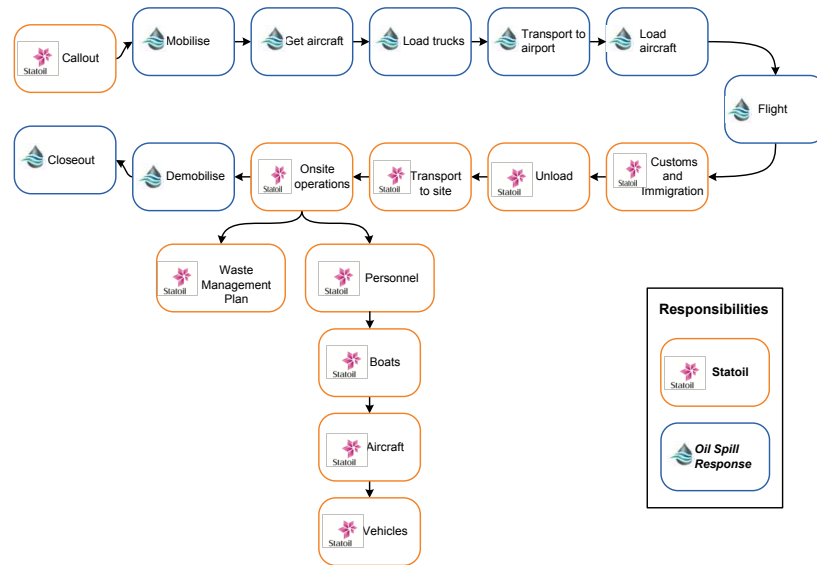 Statoil
Callout
Mobilise
Get aircraft
Load trucks
Transport to
airport
Load
aircraft
Flight
Closeout
Demobilise
Statoil
Onsite
operations
Statoil
Transport
to site
Statoil
Unload
Statoil
Customs
and
Immigration
Statoil
Waste
Management
Plan
Statoil
Personnel
Statoil
Boats
Statoil
Aircraft
Statoil
Vehicles
Responsibilities
Statoil
Statoil
Oil Spill
Response